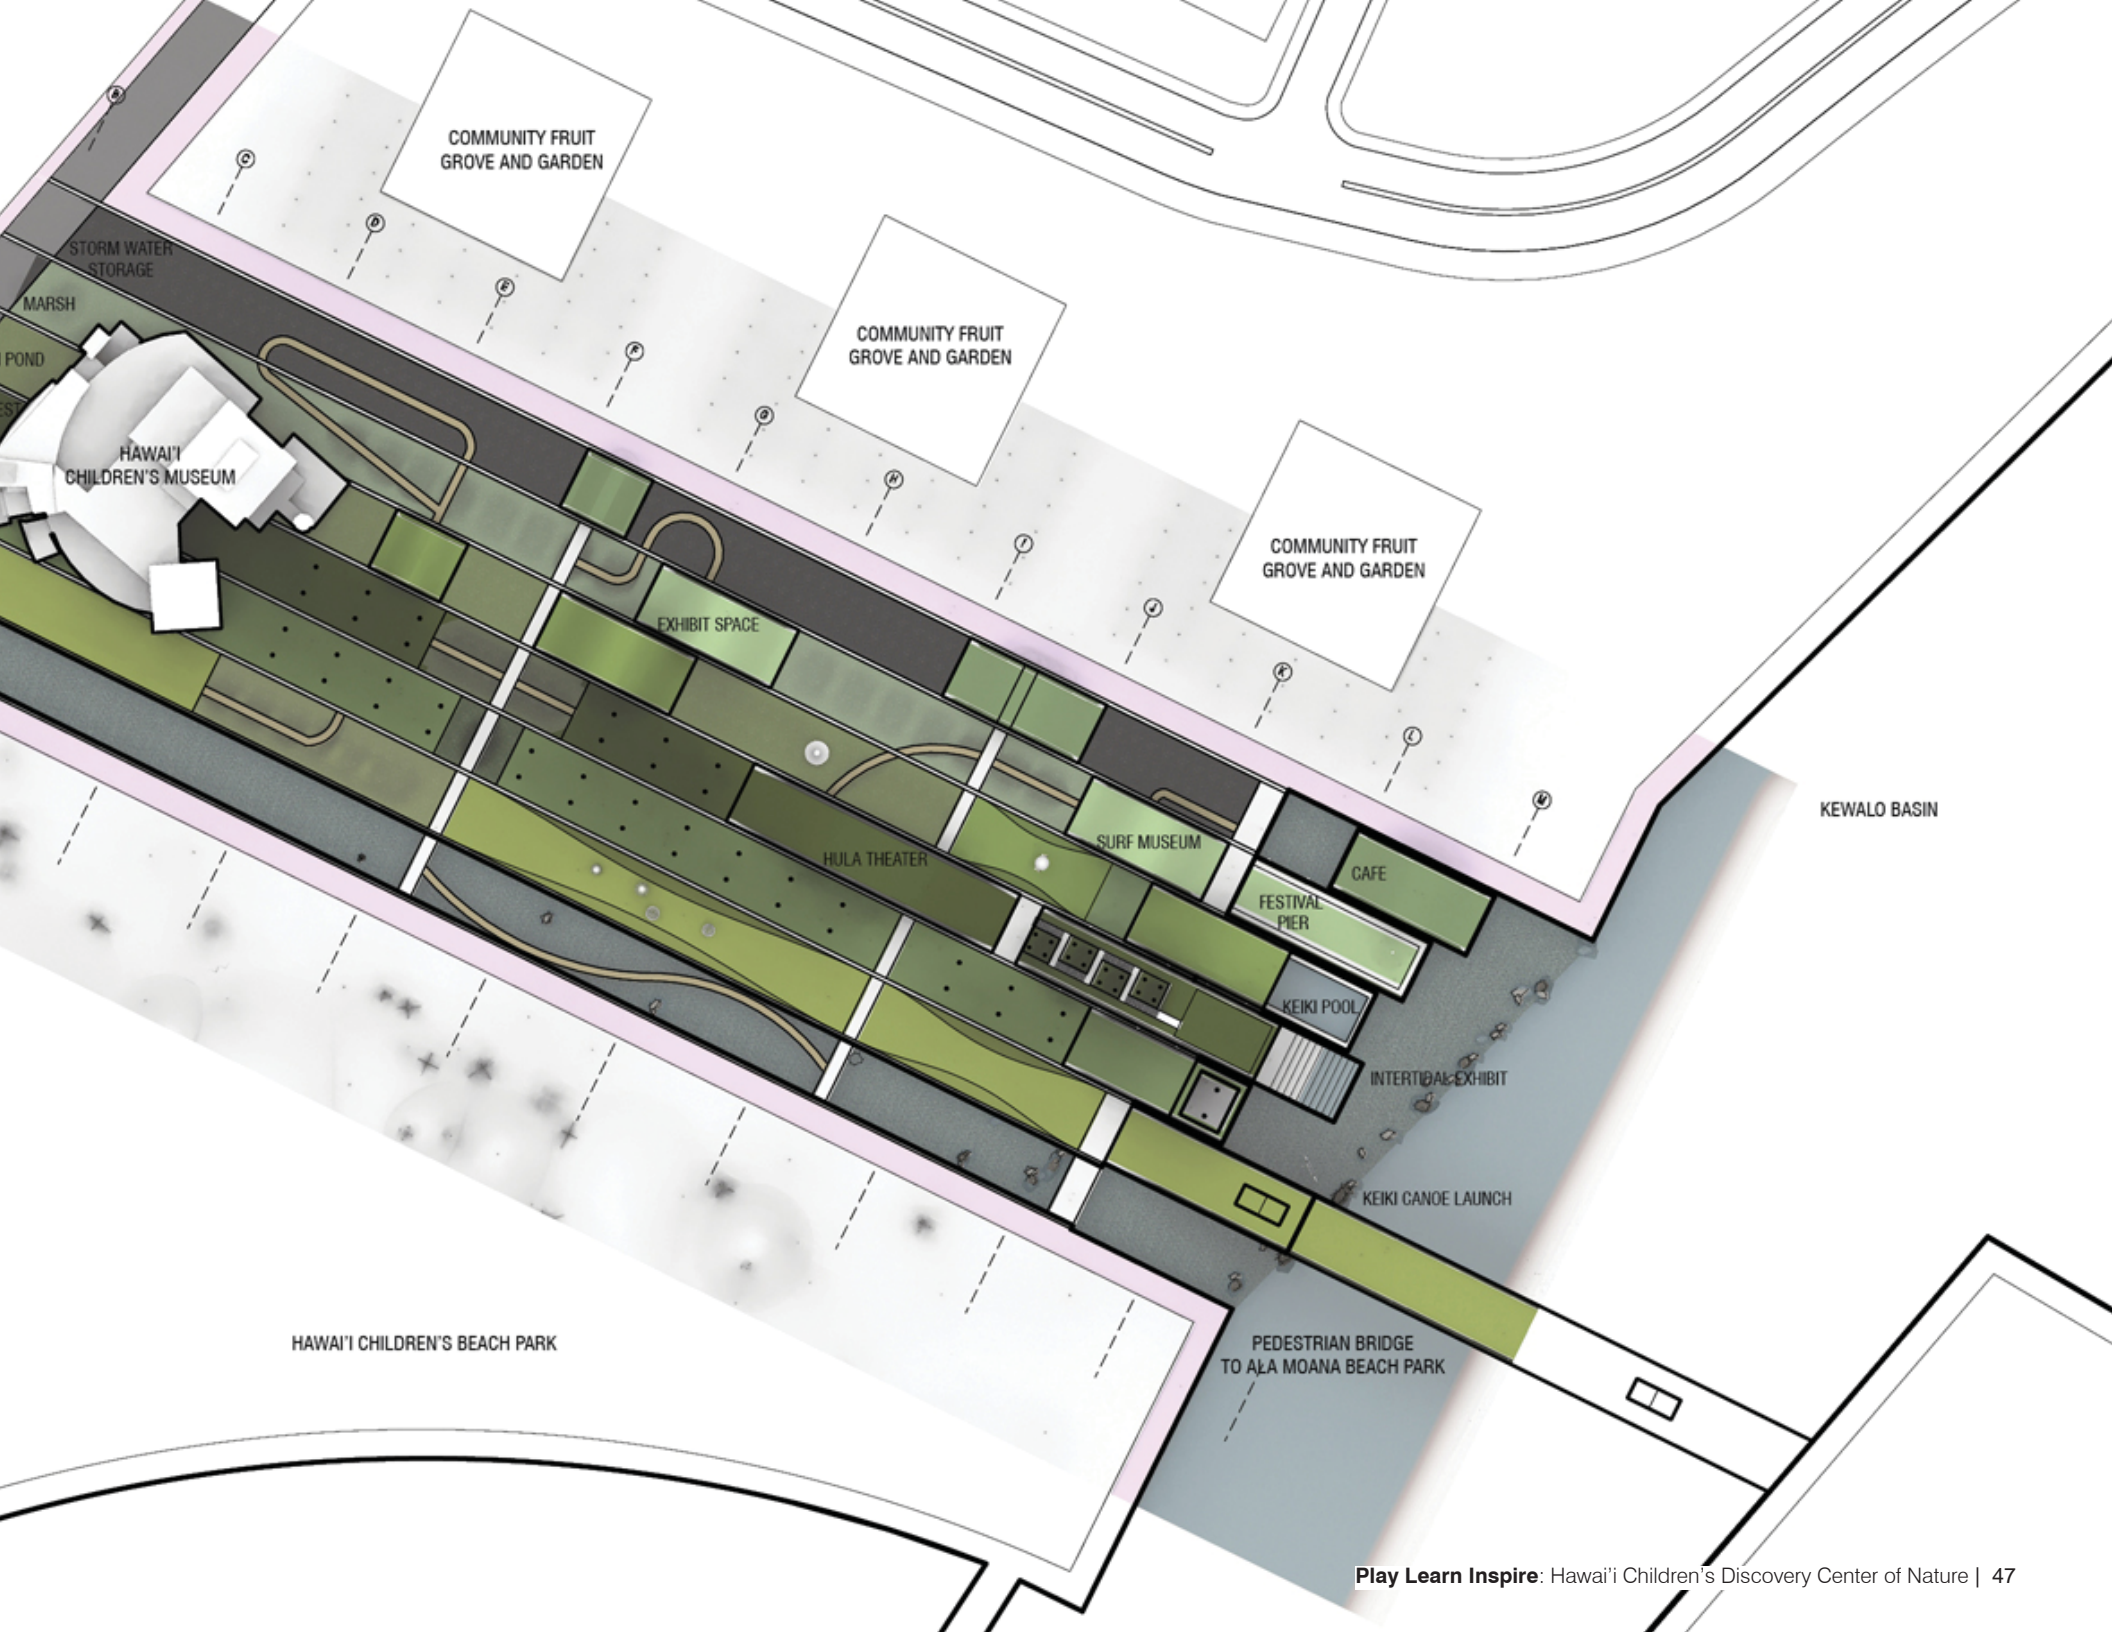 B
C
COMMUNITY FRUIT
GROVE AND GARDEN
D
E
F
G
H
I
J
K
L
M
STORM WATER
STORAGE
MARSH
POND
HAWAI'I
CHILDREN'S MUSEUM
COMMUNITY FRUIT
GROVE AND GARDEN
COMMUNITY FRUIT
GROVE AND GARDEN
EXHIBIT SPACE
HULA THEATER
SURF MUSEUM
CAFE
FESTIVAL
PIER
KEWALO BASIN
KEIKI POOL
INTERTIDAL EXHIBIT
KEIKI CANOE LAUNCH
HAWAI'I CHILDREN'S BEACH PARK
PEDESTRIAN BRIDGE
TO ALA MOANA BEACH PARK
Play Learn Inspire: Hawai'i Children's Discovery Center of Nature | 47